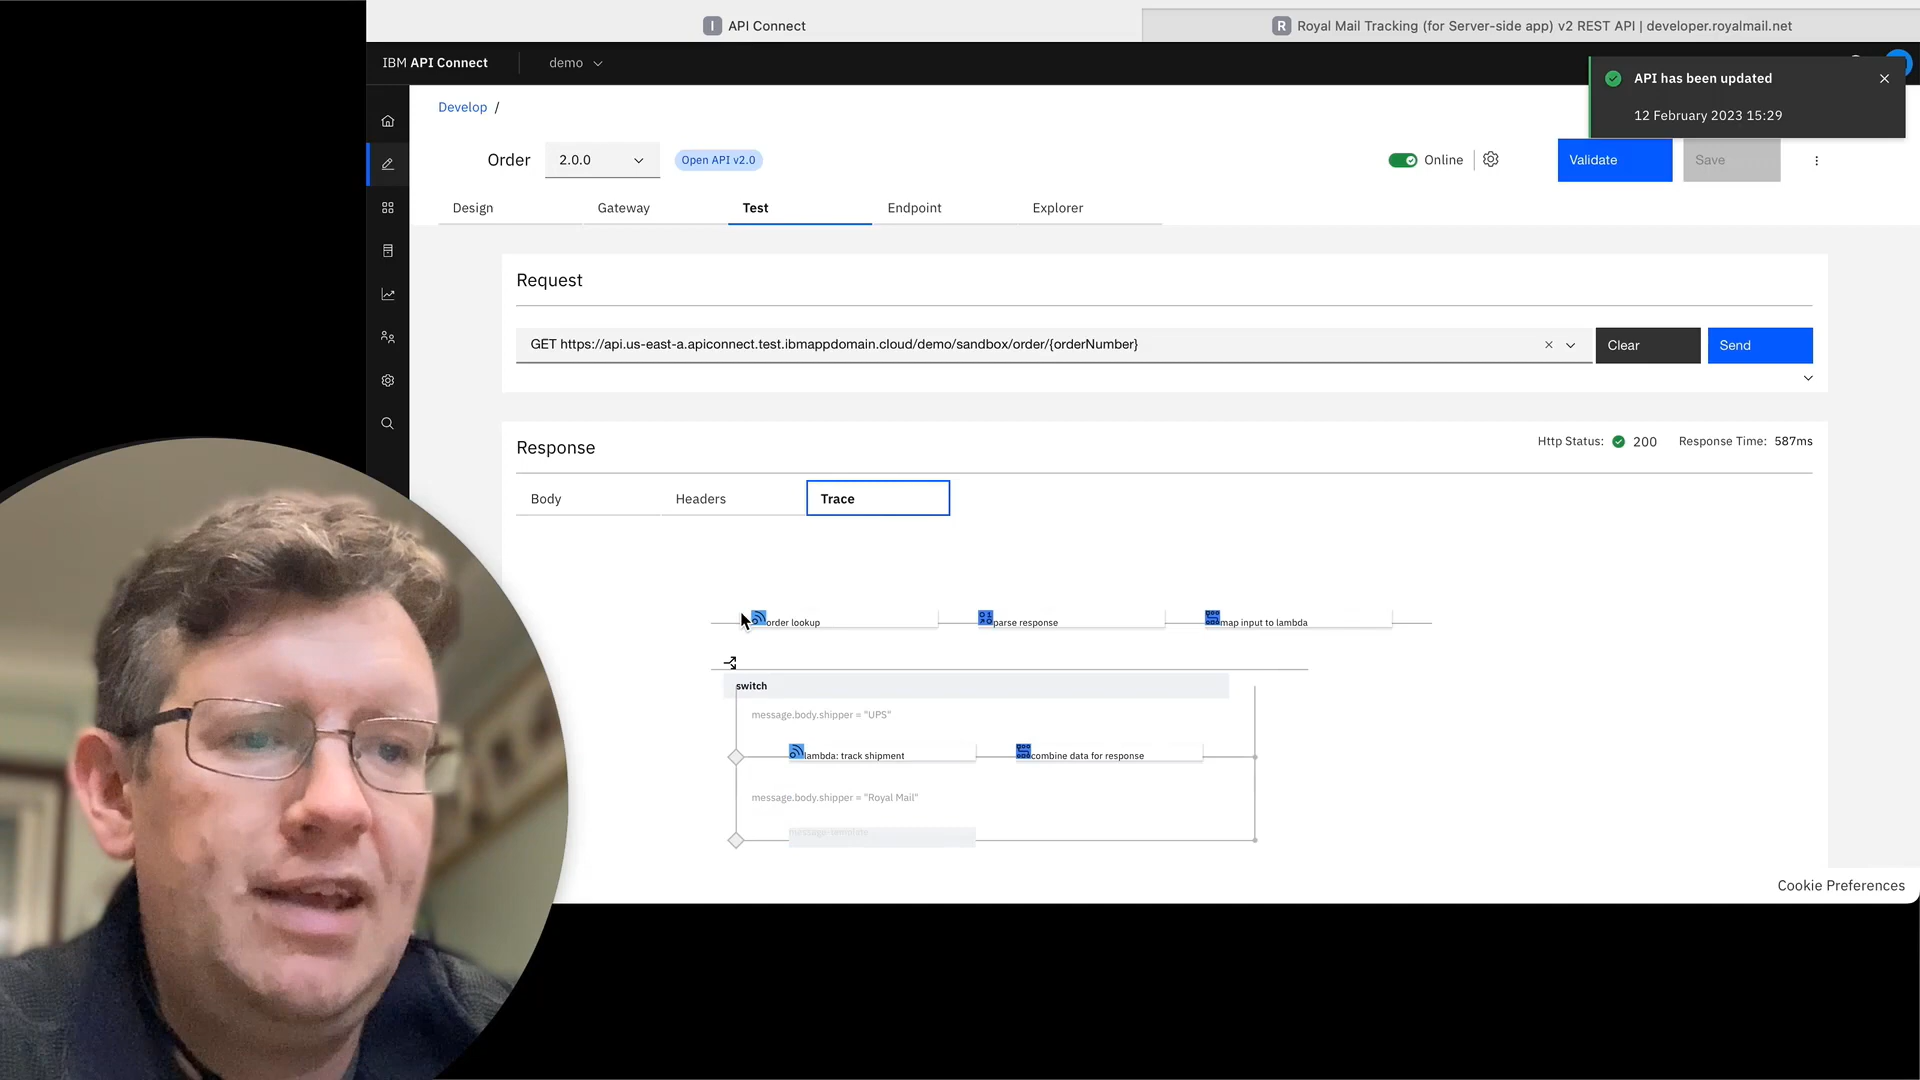 I API Connect
R Royal Mail Tracking (for Server-side app) v2 REST API | developer.royalmail.net
IBM API Connect
demo
API has been updated
12 February 2023 15:29
Develop /
Order
2.0.0
Open API v2.0
Online
Validate
Save
Design
Gateway
Test
Endpoint
Explorer
Request
GET https://api.us-east-a.apiconnect.test.ibmappdomain.cloud/demo/sandbox/order/{orderNumber}
Clear
Send
Response
Http Status: 200
Response Time: 587ms
Body
Headers
Trace
order lookup
parse response
map input to lambda
switch
message.body.shipper = "UPS"
lambda: track shipment
combine data for response
message.body.shipper = "Royal Mail"
message-template
Cookie Preferences